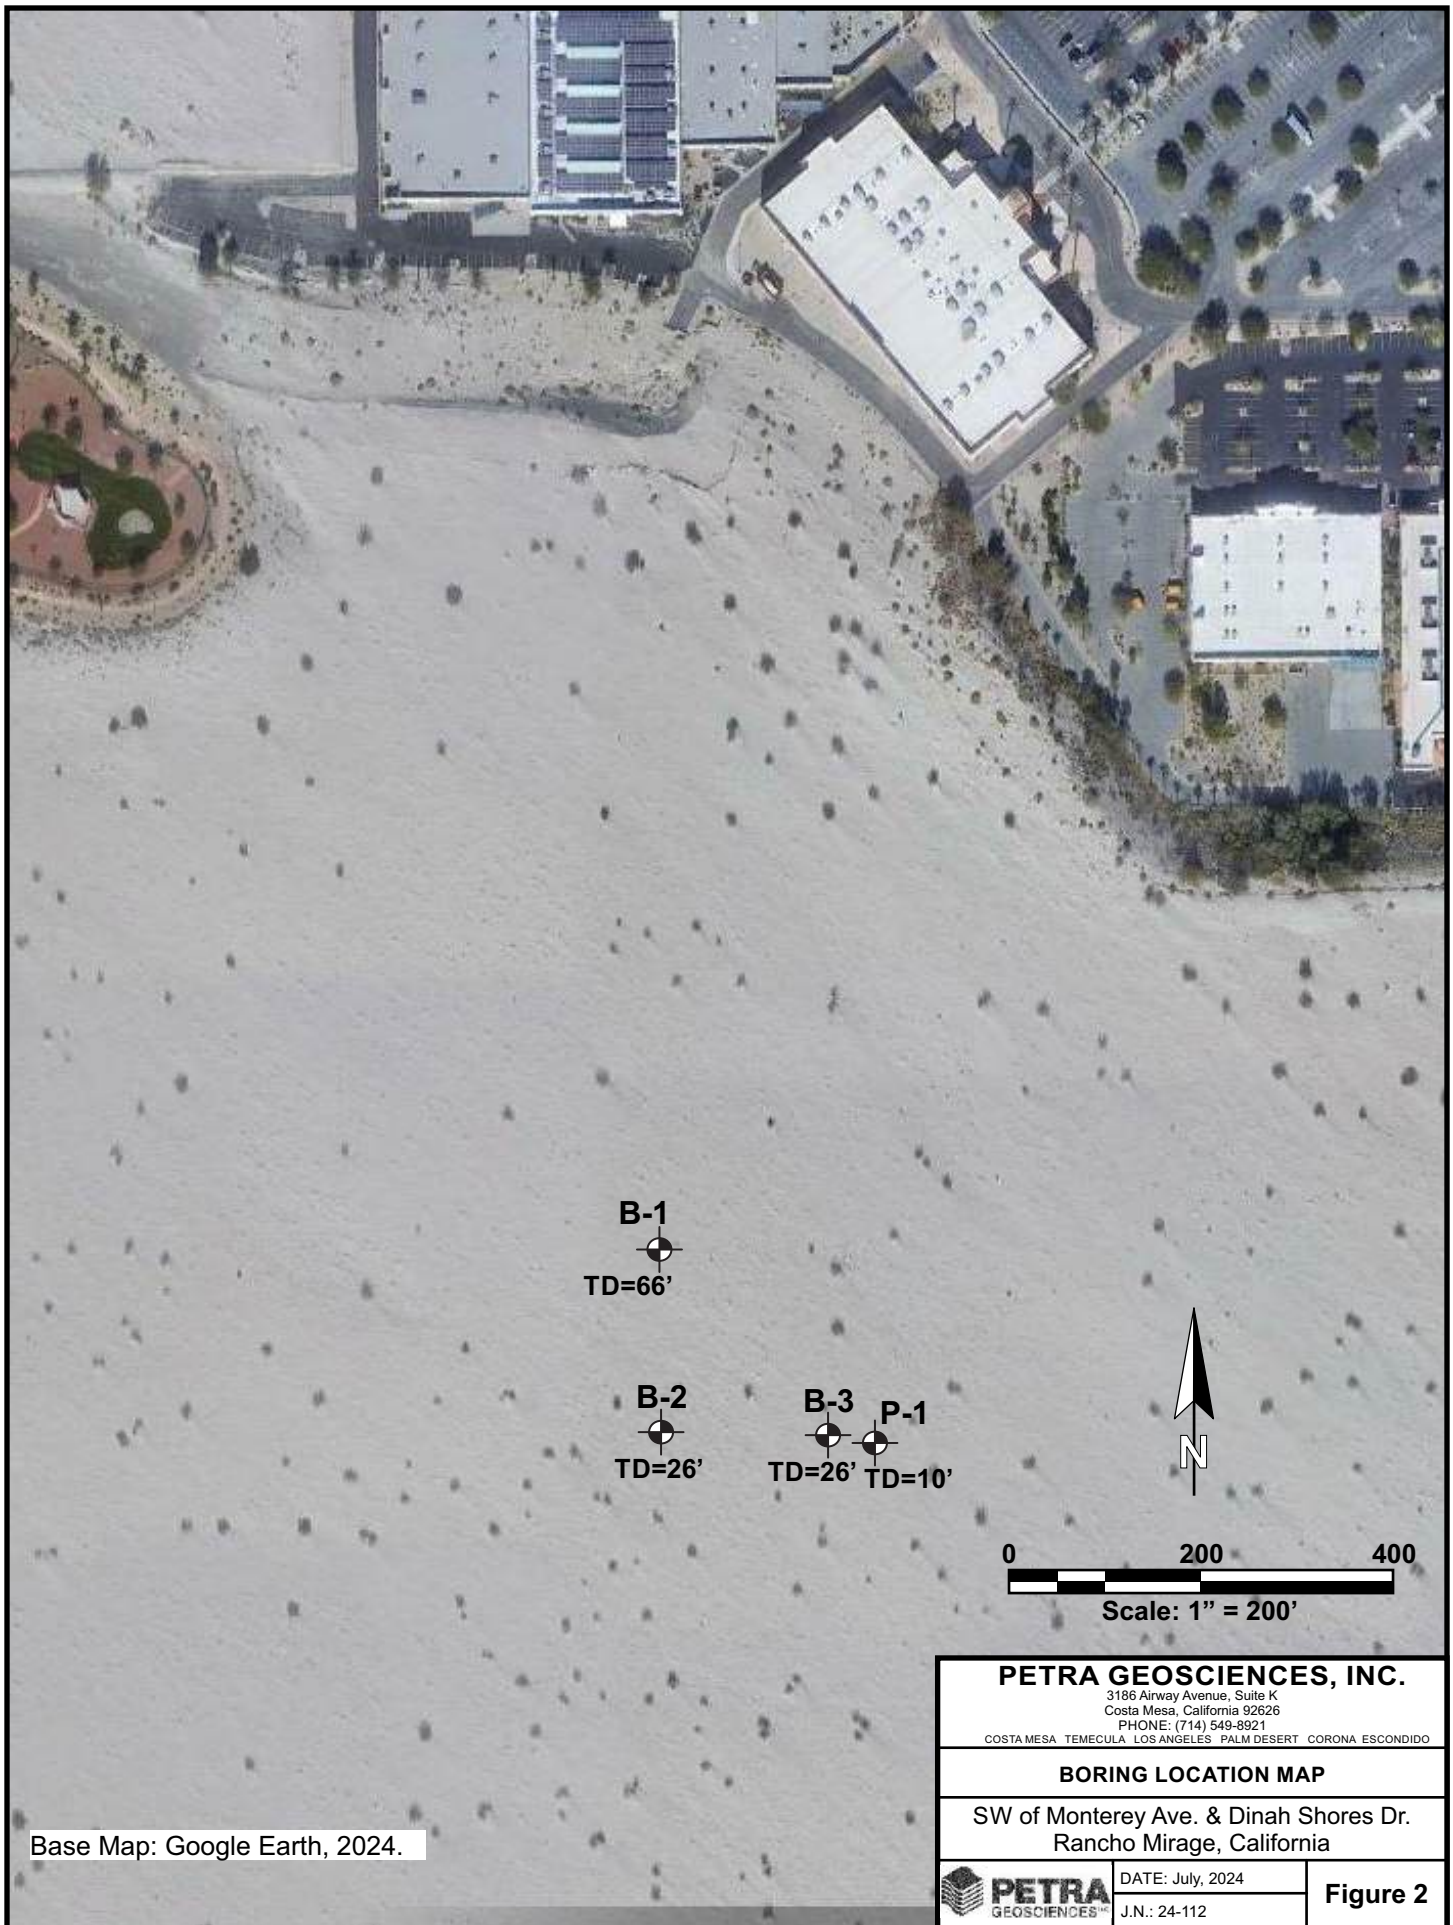 B-1
TD=66’
B-2
TD=26’
B-3
TD=26’
P-1
TD=10’
N
0 200 400
Scale: 1” = 200’
PETRA GEOSCIENCES, INC.
3186 Airway Avenue, Suite K
Costa Mesa, California 92626
PHONE: (714) 549-8921
COSTA MESA TEMECULA LOS ANGELES PALM DESERT CORONA ESCONDIDO
BORING LOCATION MAP
SW of Monterey Ave. & Dinah Shores Dr.
Rancho Mirage, California
PETRA
GEOSCIENCES INC
DATE: July, 2024
J.N.: 24-112
Figure 2
Base Map: Google Earth, 2024.